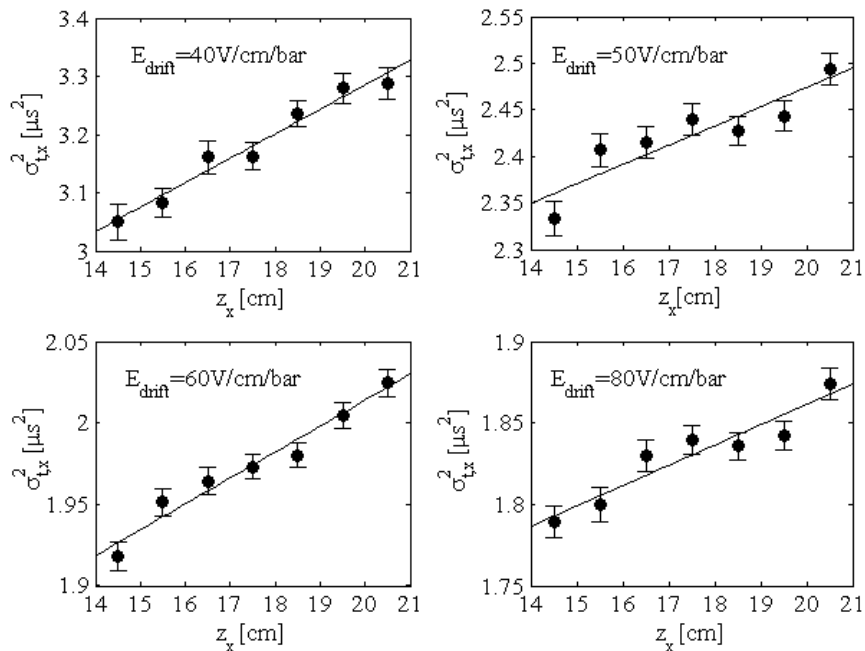 E_drift=40V/cm/bar
σ²_t,x [μs²]
3.4
3.3
3.2
3.1
3
14 15 16 17 18 19 20 21
z_x [cm]
E_drift=50V/cm/bar
σ²_t,x [μs²]
2.55
2.5
2.45
2.4
2.35
2.3
14 15 16 17 18 19 20 21
z_x [cm]
E_drift=60V/cm/bar
σ²_t,x [μs²]
2.05
2
1.95
1.9
14 15 16 17 18 19 20 21
z_x [cm]
E_drift=80V/cm/bar
σ²_t,x [μs²]
1.9
1.85
1.8
1.75
14 15 16 17 18 19 20 21
z_x [cm]